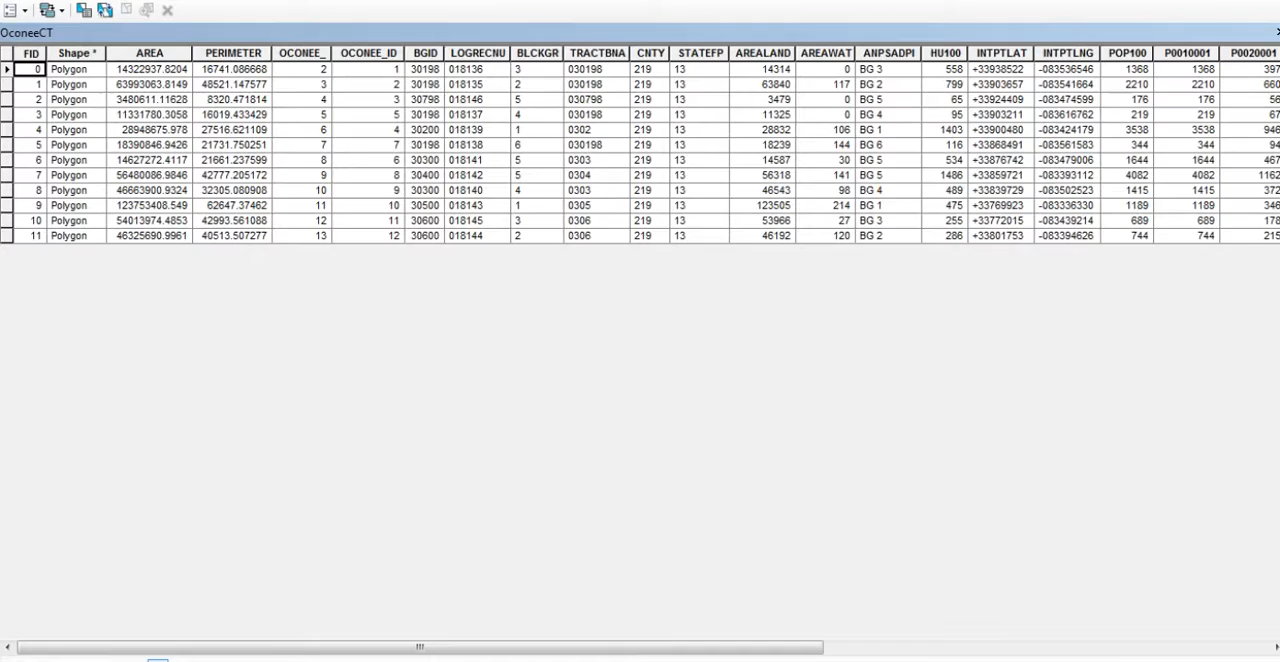 OconeeCT
FID Shape * AREA PERIMETER OCONEE_ OCONEE_ID BGID LOGRECNU BLCKGR TRACTBNA CNTY STATEFP AREALAND AREAWAT ANPSADPI HU100 INTPTLAT INTPTLNG POP100 P0010001 P0020001
0 Polygon 14322937.8204 16741.086668 2 1 30198 018136 3 030198 219 13 14314 0 BG 3 558 +33938522 -083536546 1368 1368 397
1 Polygon 63993063.8149 48521.147577 3 2 30198 018135 2 030198 219 13 63840 117 BG 2 799 +33903657 -083541664 2210 2210 660
2 Polygon 3480611.11628 8320.471814 4 3 30798 018146 5 030798 219 13 3479 0 BG 5 65 +33924409 -083474599 176 176 56
3 Polygon 11331780.3058 16019.433429 5 5 30198 018137 4 030198 219 13 11325 0 BG 4 95 +33903211 -083616762 219 219 67
4 Polygon 28948675.978 27516.621109 6 4 30200 018139 1 0302 219 13 28832 106 BG 1 1403 +33900480 -083424179 3538 3538 946
5 Polygon 18390846.9426 21731.750251 7 7 30198 018138 6 030198 219 13 18239 144 BG 6 116 +33868491 -083561583 344 344 94
6 Polygon 14627272.4117 21661.237599 8 6 30300 018141 5 0303 219 13 14587 30 BG 5 534 +33876742 -083479006 1644 1644 467
7 Polygon 56480086.9846 42777.205172 9 8 30400 018142 5 0304 219 13 56318 141 BG 5 1486 +33859721 -083393112 4082 4082 1162
8 Polygon 46663900.9324 32305.080908 10 9 30300 018140 4 0303 219 13 46543 98 BG 4 489 +33839729 -083502523 1415 1415 372
9 Polygon 123753408.549 62647.37462 11 10 30500 018143 1 0305 219 13 123505 214 BG 1 475 +33769923 -083336330 1189 1189 346
10 Polygon 54013974.4853 42993.561088 12 11 30600 018145 3 0306 219 13 53966 27 BG 3 255 +33772015 -083439214 689 689 178
11 Polygon 46325690.9961 40513.507277 13 12 30600 018144 2 0306 219 13 46192 120 BG 2 286 +33801753 -083394626 744 744 215